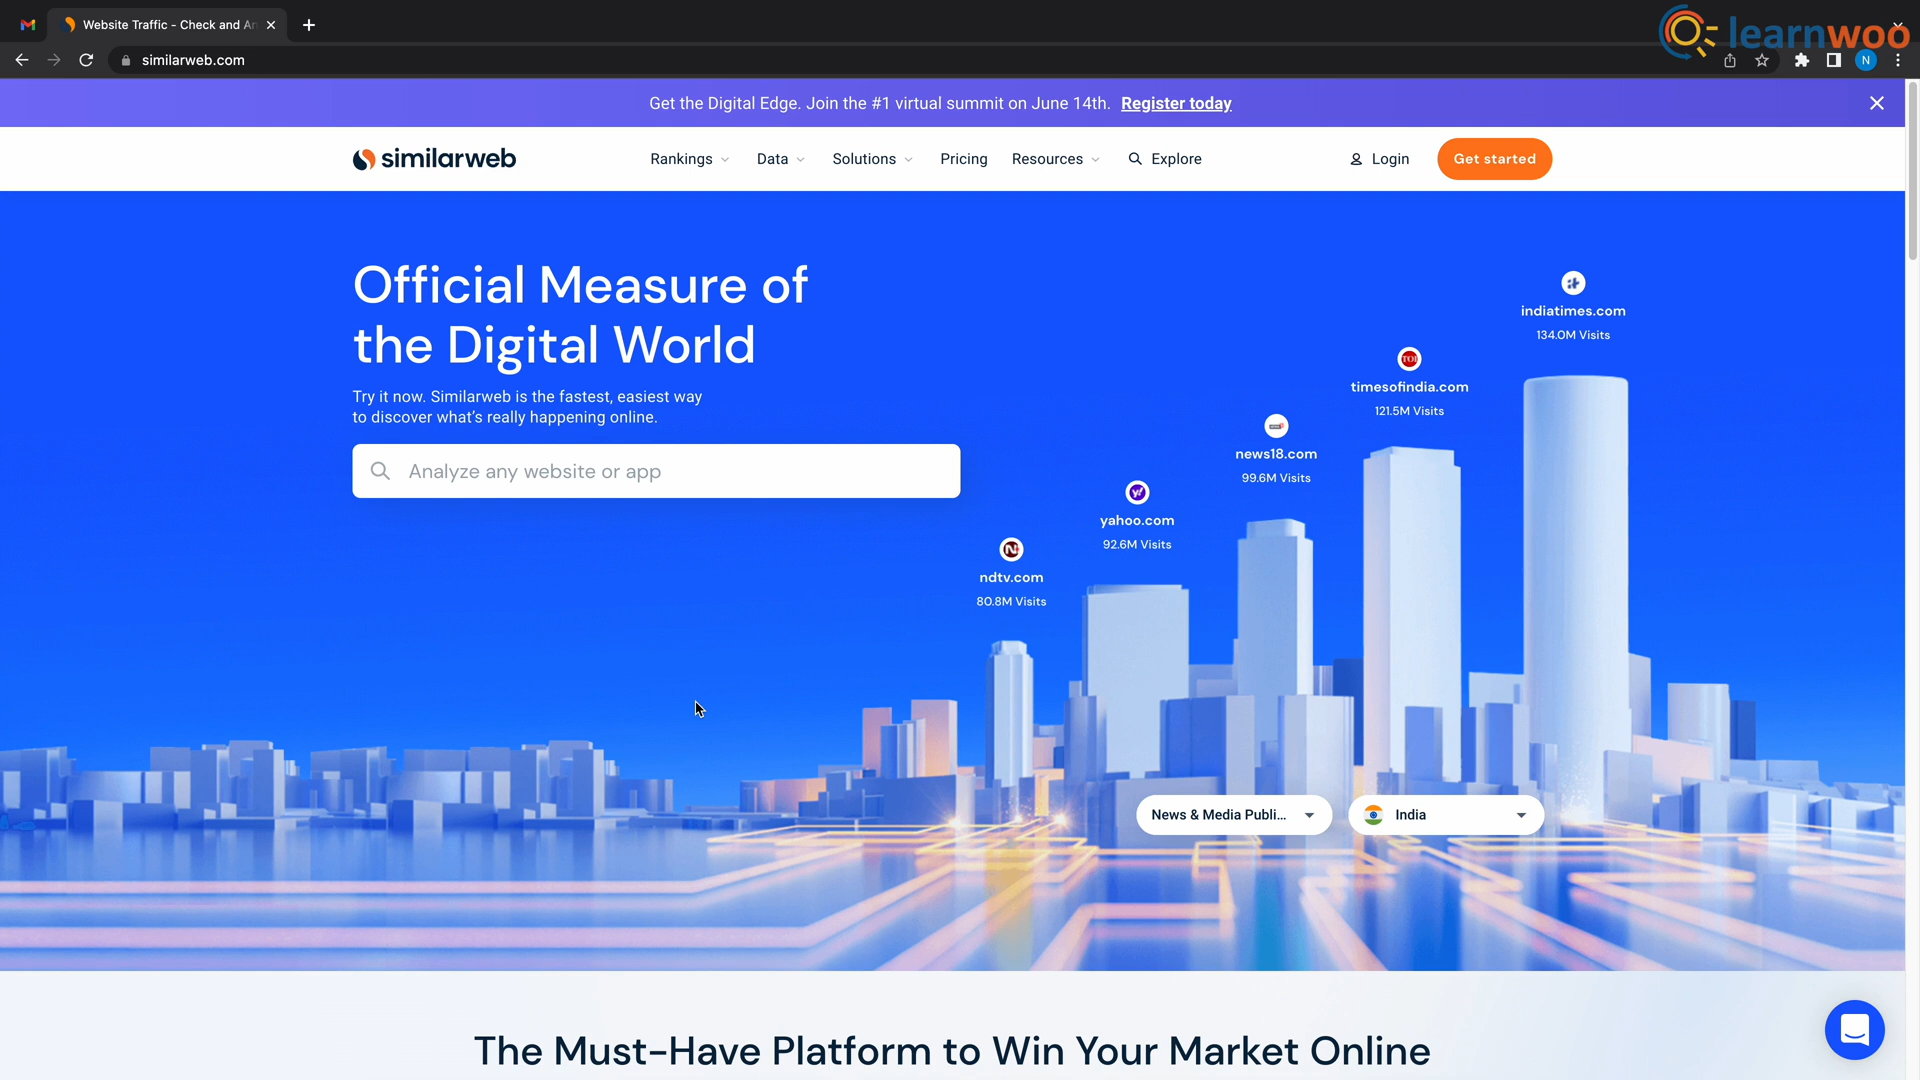 Website Traffic - Check and An
learnwoo
similarweb.com
N
Get the Digital Edge. Join the #1 virtual summit on June 14th. Register today
similarweb
Rankings
Data
Solutions
Pricing
Resources
Explore
Login
Get started
Official Measure of
the Digital World
Try it now. Similarweb is the fastest, easiest way
to discover what's really happening online.
Analyze any website or app
indiatimes.com
134.0M Visits
TOI
timesofindia.com
121.5M Visits
news18.com
99.6M Visits
y!
yahoo.com
92.6M Visits
N
ndtv.com
80.8M Visits
News & Media Publi...
India
The Must-Have Platform to Win Your Market Online